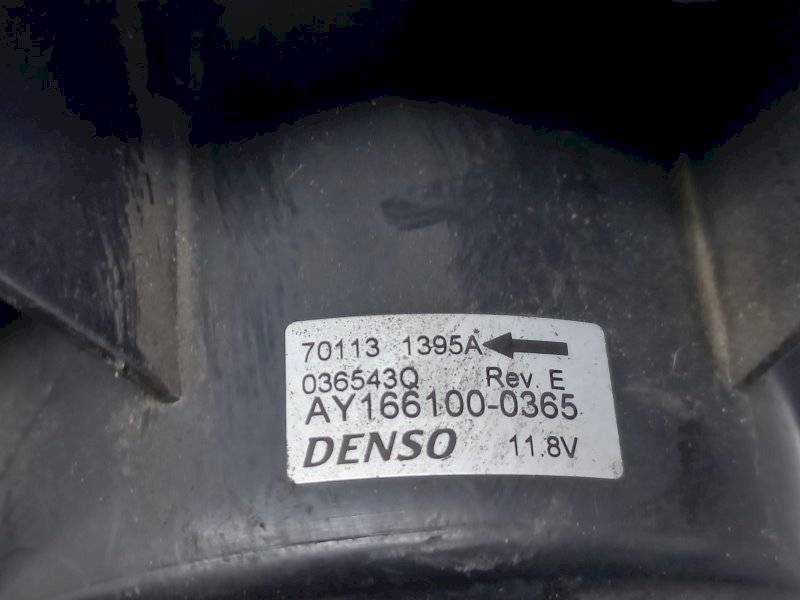 70113 1395A
036543Q Rev. E
AY166100-0365
DENSO 11.8V